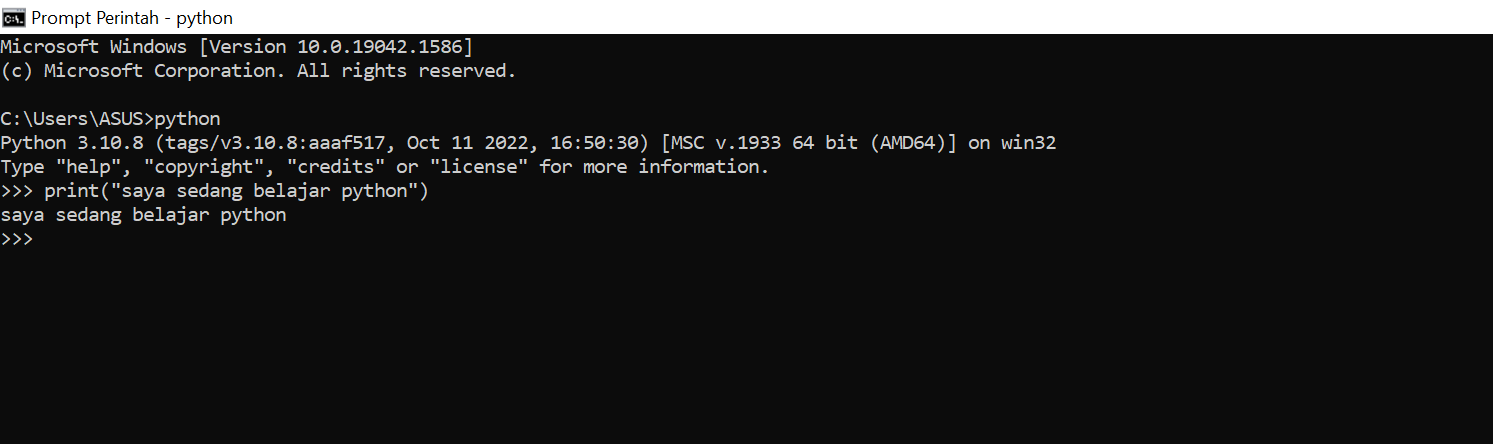 Prompt Perintah - python
Microsoft Windows [Version 10.0.19042.1586]
(c) Microsoft Corporation. All rights reserved.
C:\Users\ASUS>python
Python 3.10.8 (tags/v3.10.8:aaaf517, Oct 11 2022, 16:50:30) [MSC v.1933 64 bit (AMD64)] on win32
Type "help", "copyright", "credits" or "license" for more information.
>>> print("saya sedang belajar python")
saya sedang belajar python
>>>